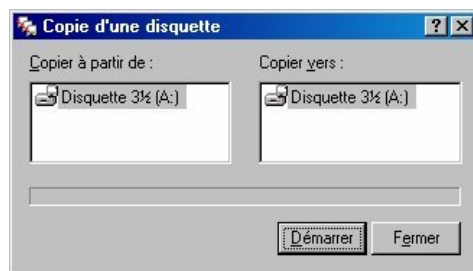 Copie d'une disquette
Copier à partir de :
Copier vers :
Disquette 3½ (A:)
Disquette 3½ (A:)
Démarrer
Fermer